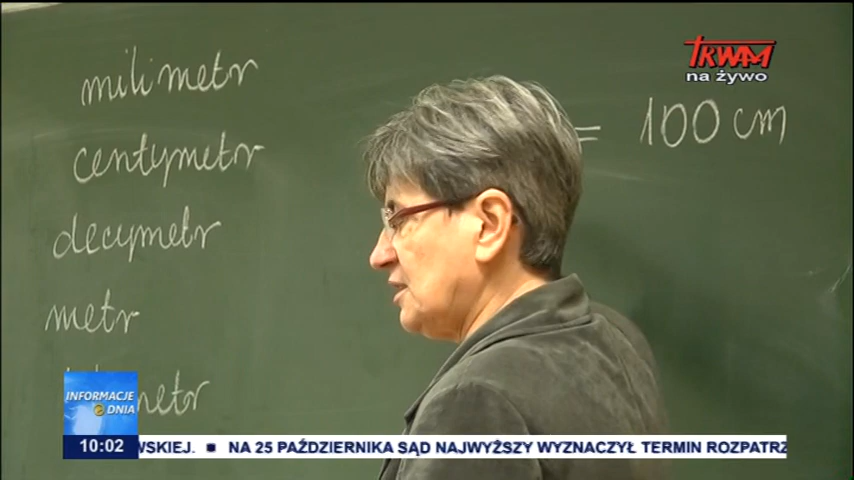 TRWAM
na żywo
milimetr
centymetr
= 100 cm
decymetr
metr
INFORMACJE
DNIA
10:02
WSKIEJ. ■ NA 25 PAŹDZIERNIKA SĄD NAJWYŻSZY WYZNACZYŁ TERMIN ROZPATRZ